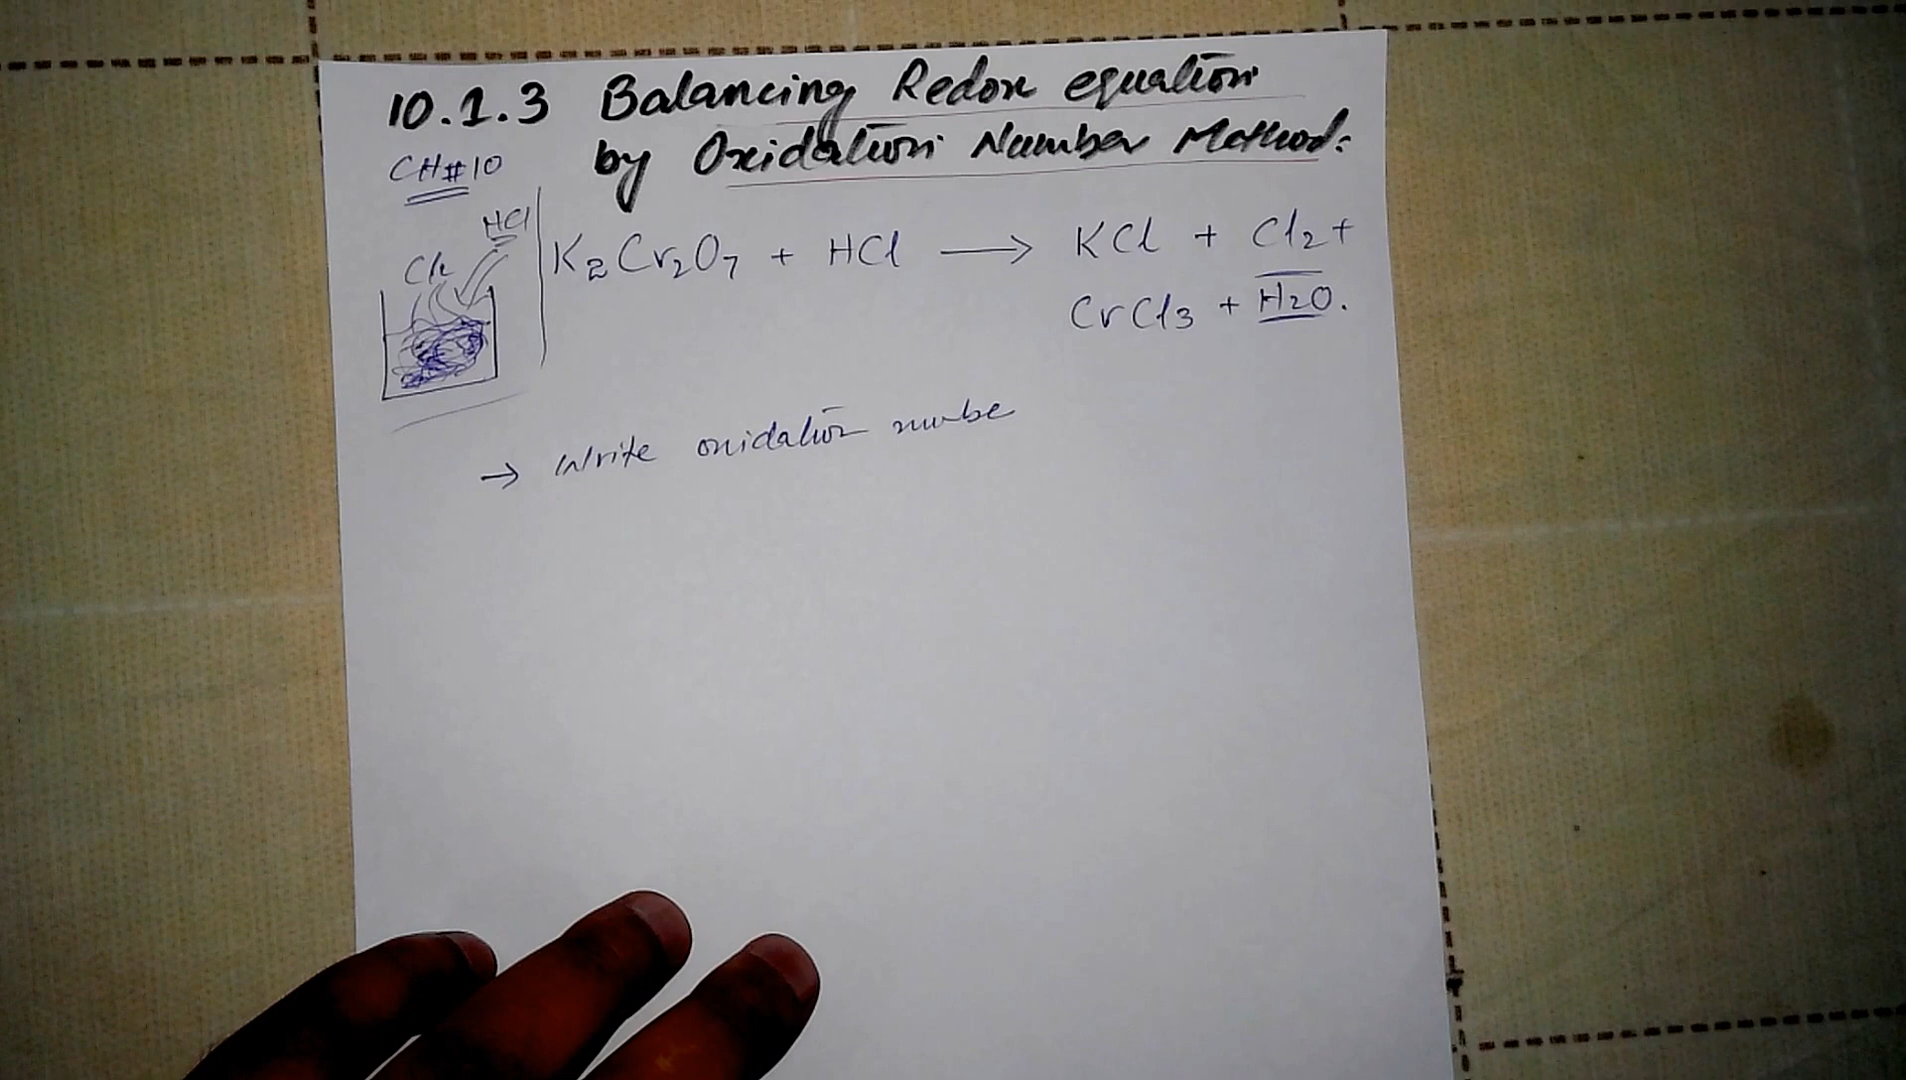 10.1.3 Balancing Redox equation
by Oxidation Number Method:
CH#10
HCl
Cl2
K2Cr2O7 + HCl → KCl + Cl2 +
CrCl3 + H2O.
→ Write oxidation numbe